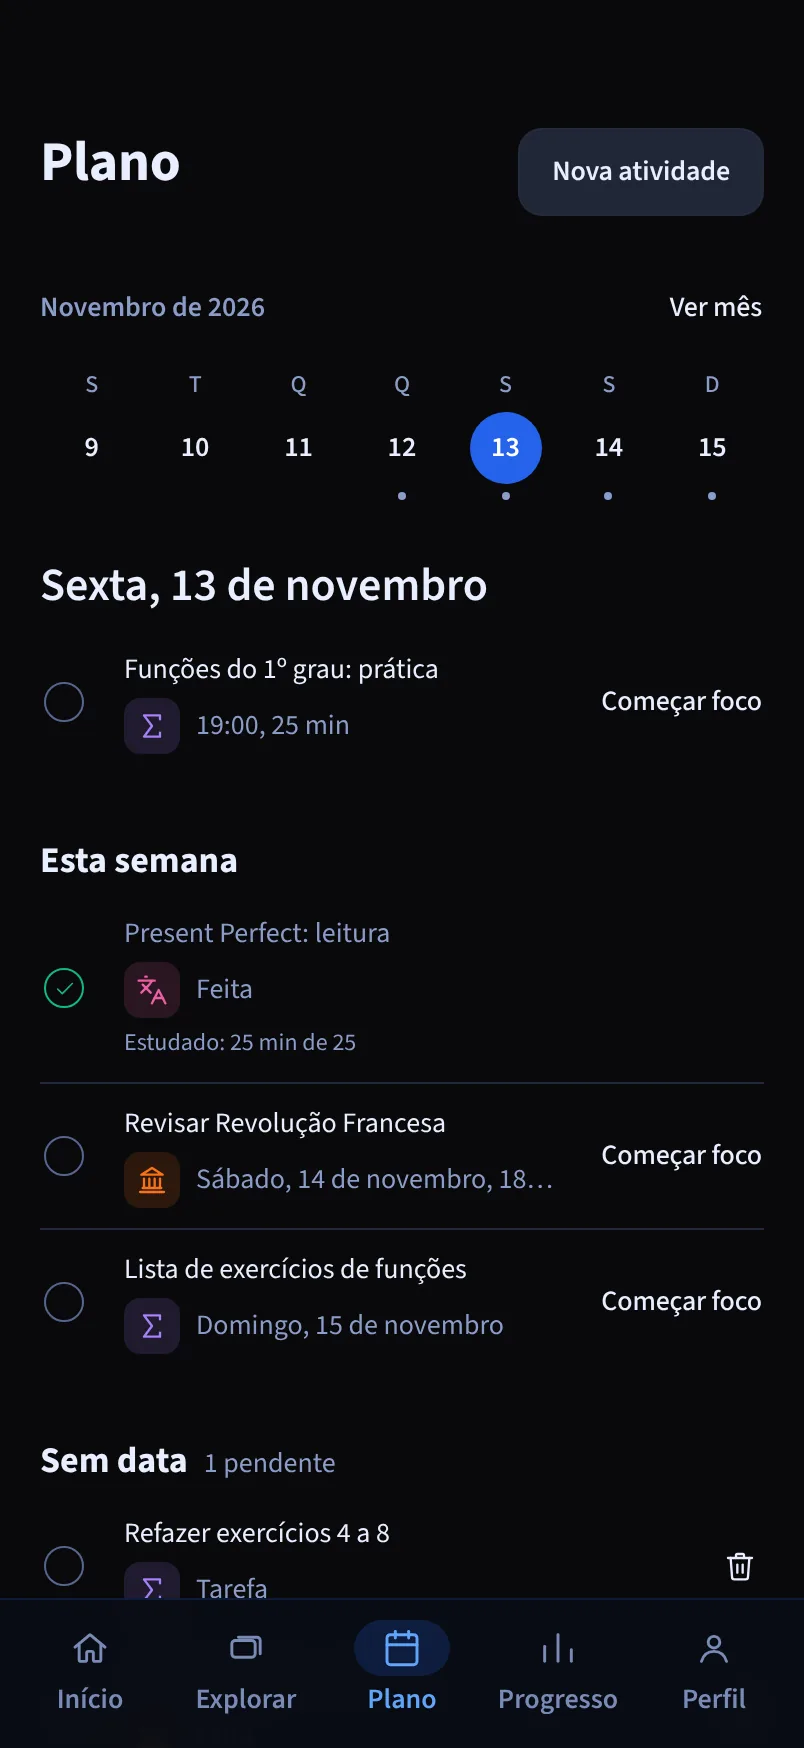 Plano
Nova atividade
Novembro de 2026
Ver mês
S T Q Q S S D
9 10 11 12 13 14 15
Sexta, 13 de novembro
Funções do 1º grau: prática
19:00, 25 min
Começar foco
Esta semana
Present Perfect: leitura
Feita
Estudado: 25 min de 25
Revisar Revolução Francesa
Sábado, 14 de novembro, 18…
Começar foco
Lista de exercícios de funções
Domingo, 15 de novembro
Começar foco
Sem data 1 pendente
Refazer exercícios 4 a 8
Tarefa
Início Explorar Plano Progresso Perfil